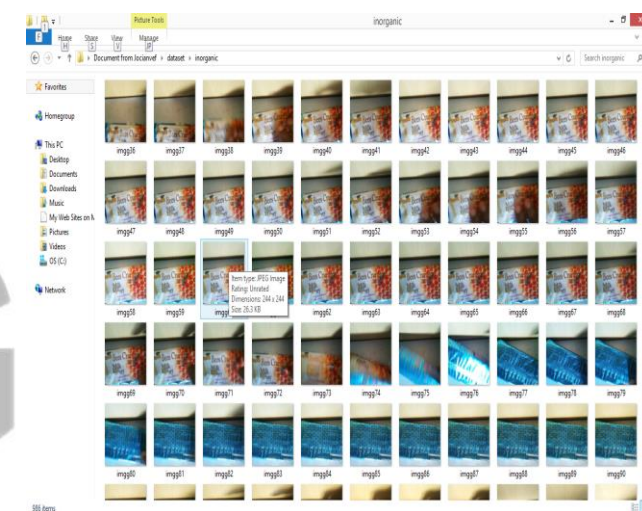 Picture Tools
inorganic
F
1
Home
Share
View
Manage
H
S
V
JP
Document from locianvef
dataset
inorganic
Search inorganic
Favorites
Homegroup
This PC
Desktop
Documents
Downloads
Music
My Web Sites on M
Pictures
Videos
OS (C:)
Network
imgg36 imgg37 imgg38 imgg39 imgg40 imgg41 imgg42 imgg43 imgg44 imgg45 imgg46
imgg47 imgg48 imgg49 imgg50 imgg51 imgg52 imgg53 imgg54 imgg55 imgg56 imgg57
imgg58 imgg59 imgg62 imgg63 imgg64 imgg65 imgg66 imgg67 imgg68
Item type: JPEG Image
Rating: Unrated
Dimensions: 244 x 244
Size: 26.3 KB
imgg69 imgg70 imgg71 imgg72 imgg73 imgg74 imgg75 imgg76 imgg77 imgg78 imgg79
imgg80 imgg81 imgg82 imgg83 imgg84 imgg85 imgg86 imgg87 imgg88 imgg89 imgg90
986 items